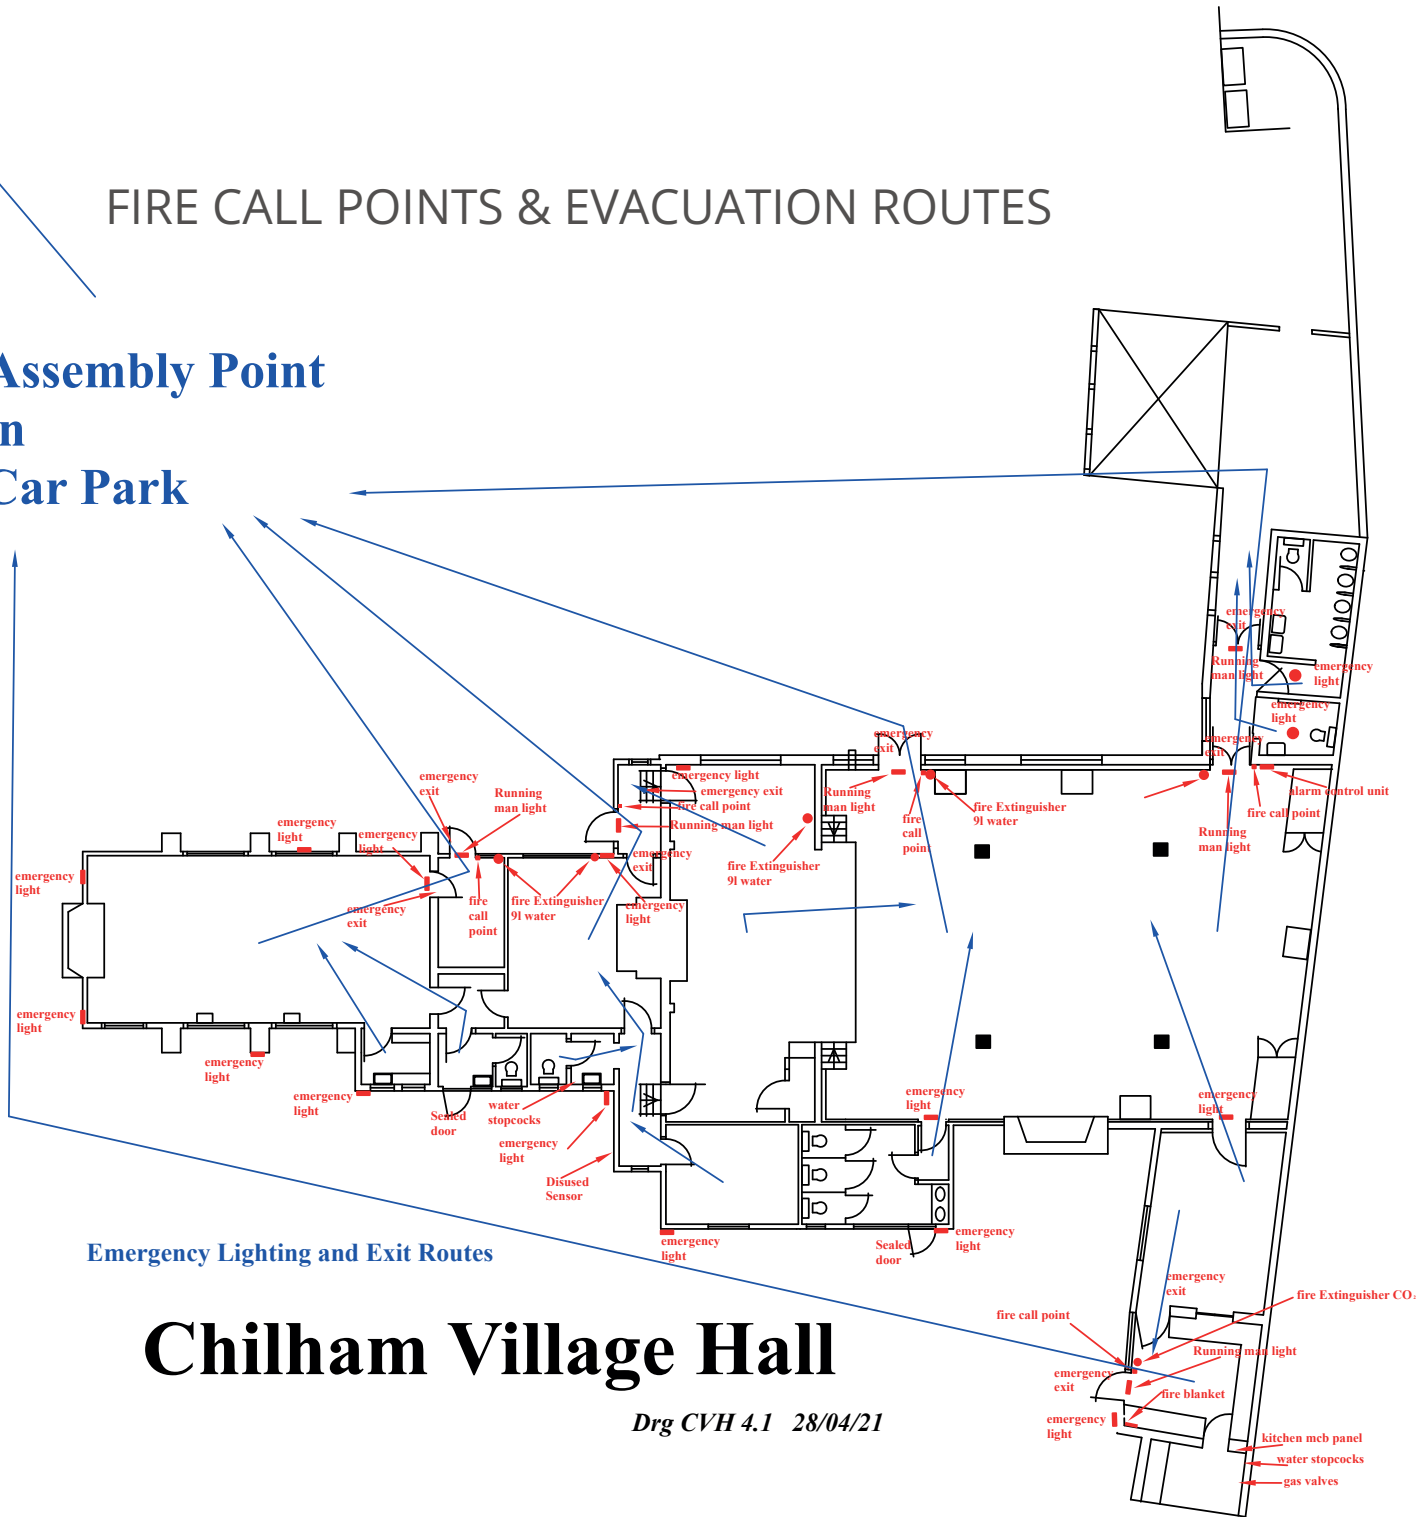 FIRE CALL POINTS & EVACUATION ROUTES
Assembly Point
n
Car Park
emergency
exit
Running
man light
emergency
light
emergency
light
emergency
exit
emergency
exit
Running
man light
fire
call
point
fire Extinguisher
9l water
alarm control unit
fire call point
Running
man light
emergency light
emergency exit
fire call point
Running man light
emergency
exit
fire Extinguisher
9l water
emergency
exit
Running
man light
emergency
light
emergency
light
emergency
light
emergency
exit
fire
call
point
fire Extinguisher
9l water
emergency
light
emergency
light
emergency
light
emergency
light
Sealed
door
water
stopcocks
emergency
light
Disused
Sensor
emergency
light
emergency
light
emergency
light
Sealed
door
emergency
light
Emergency Lighting and Exit Routes
emergency
exit
fire Extinguisher CO2
fire call point
Running man light
emergency
exit
fire blanket
emergency
light
kitchen mcb panel
water stopcocks
gas valves
Chilham Village Hall
Drg CVH 4.1 28/04/21